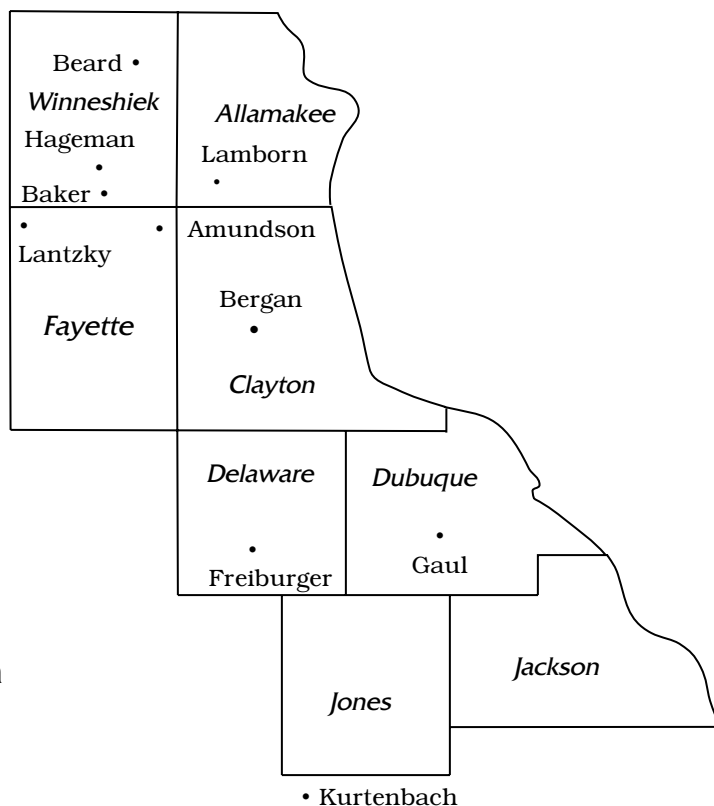 Beard
Winneshiek
Allamakee
Hageman
Lamborn
Baker
Amundson
Lantzky
Bergan
Fayette
Clayton
Delaware
Dubuque
Gaul
Freiburger
Jackson
Jones
Kurtenbach